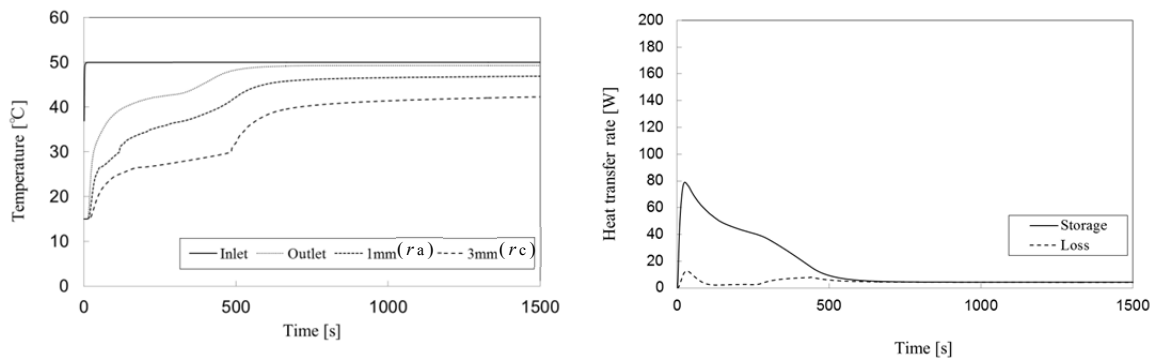 60
50
40
30
20
10
0
Temperature [℃]
Inlet Outlet 1mm(ra) 3mm(rc)
0 500 1000 1500
Time [s]
200
180
160
140
120
100
80
60
40
20
0
Heat transfer rate [W]
Storage
Loss
0 500 1000 1500
Time [s]